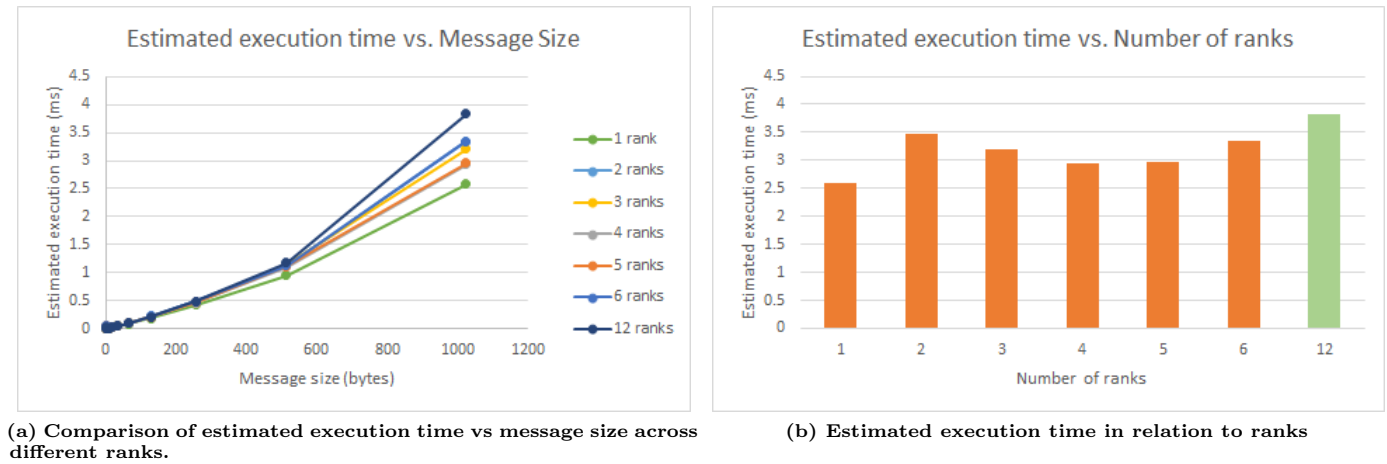 Estimated execution time vs. Message Size
Estimated execution time (ms)
4.5
4
3.5
3
2.5
2
1.5
1
0.5
0
0 200 400 600 800 1000 1200
Message size (bytes)
1 rank
2 ranks
3 ranks
4 ranks
5 ranks
6 ranks
12 ranks
(a) Comparison of estimated execution time vs message size across
different ranks.
Estimated execution time vs. Number of ranks
Estimated execution time (ms)
4.5
4
3.5
3
2.5
2
1.5
1
0.5
0
1 2 3 4 5 6 12
Number of ranks
(b) Estimated execution time in relation to ranks